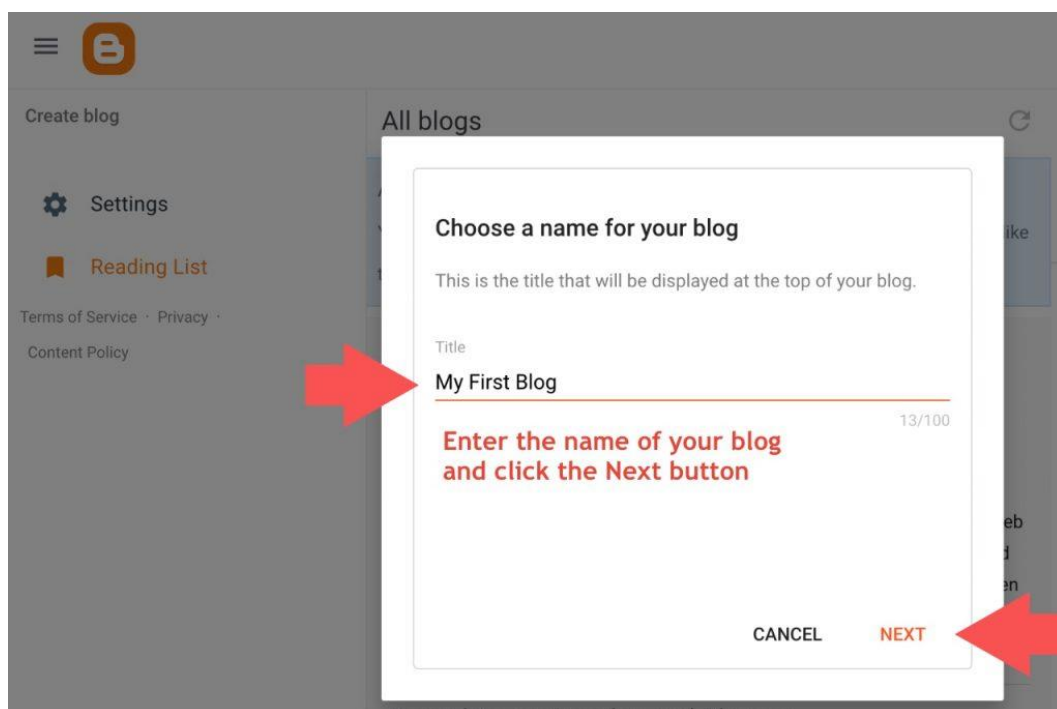 Create blog
All blogs
Settings
Reading List
Terms of Service · Privacy ·
Content Policy
Choose a name for your blog
This is the title that will be displayed at the top of your blog.
Title
My First Blog
13/100
Enter the name of your blog
and click the Next button
CANCEL
NEXT